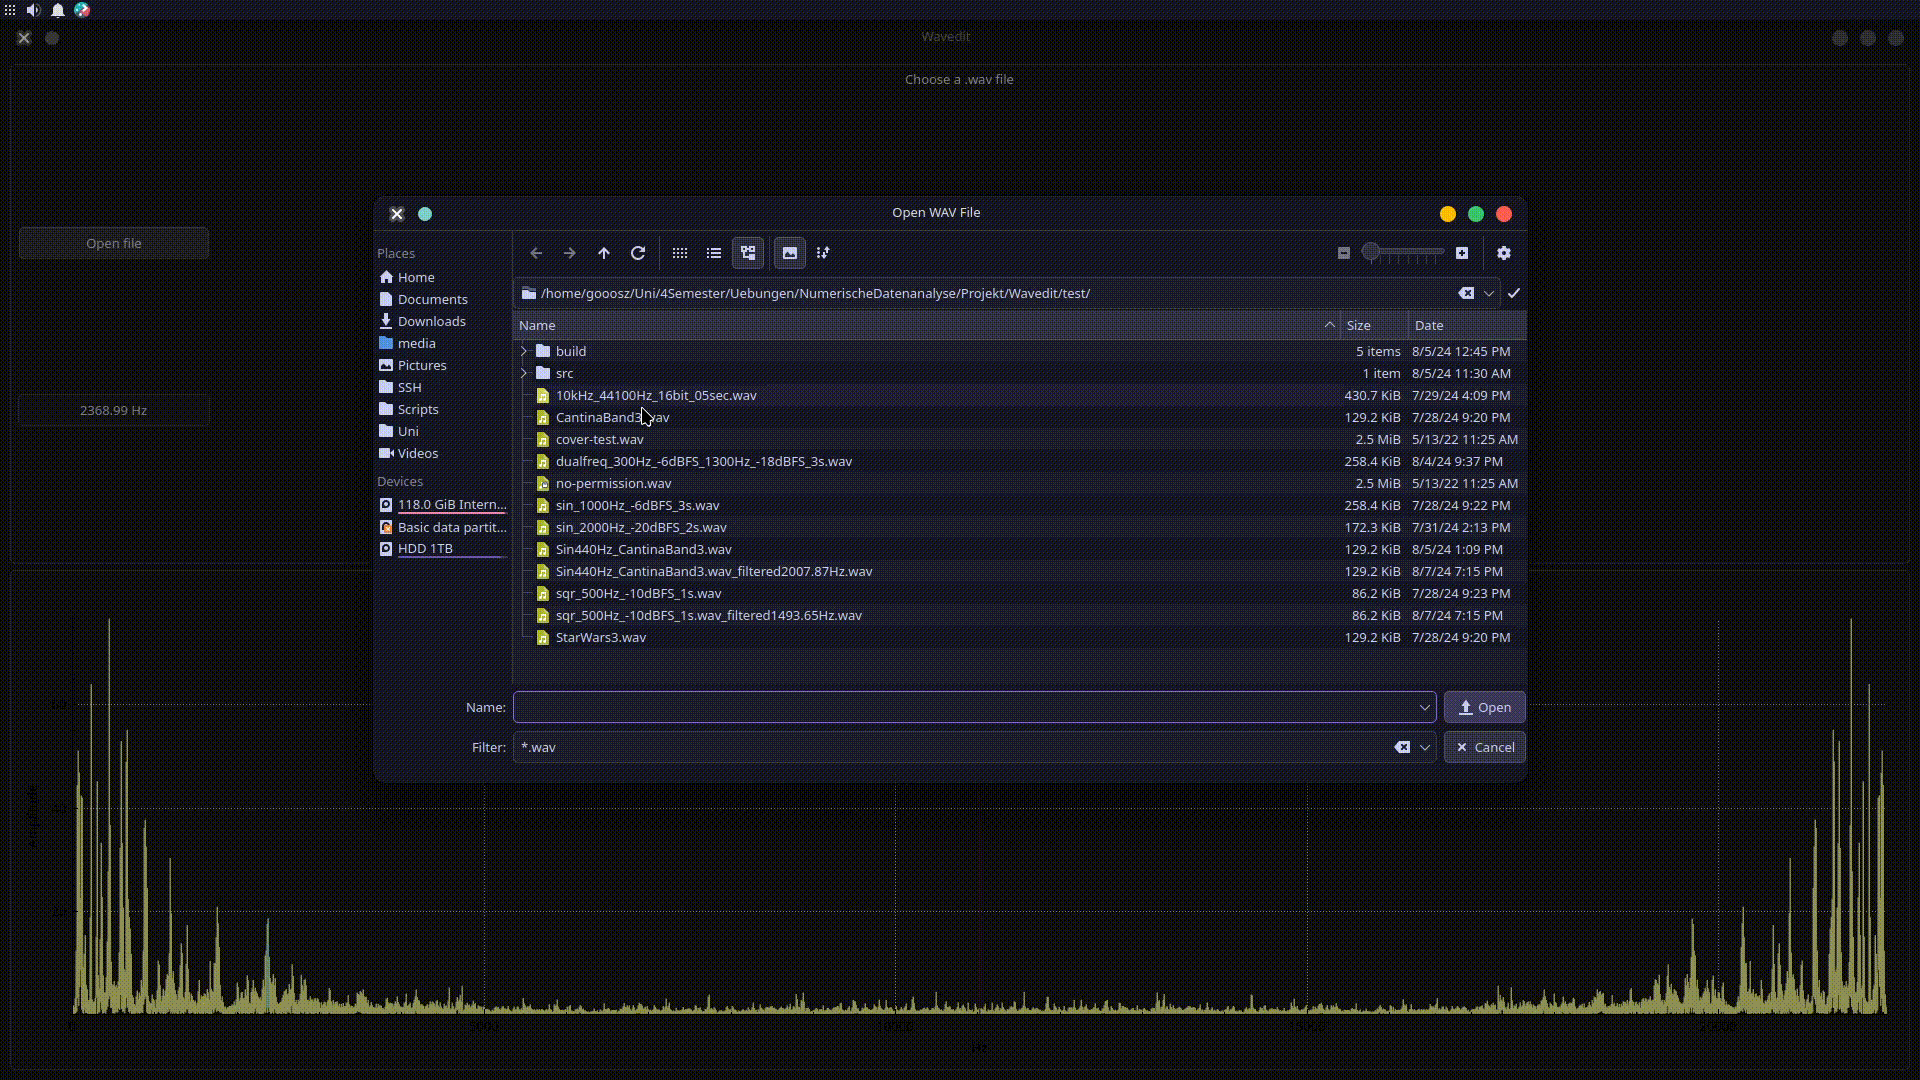 Wavedit
Choose a .wav file
Open file
2368.99 Hz
Open WAV File
Places
Home
Documents
Downloads
media
Pictures
SSH
Scripts
Uni
Videos
Devices
118.0 GiB Intern...
Basic data partit...
HDD 1TB
/home/gooosz/Uni/4Semester/Uebungen/NumerischeDatenanalyse/Projekt/Wavedit/test/
Name Size Date
build 5 items 8/5/24 12:45 PM
src 1 item 8/5/24 11:30 AM
10kHz_44100Hz_16bit_05sec.wav 430.7 KiB 7/29/24 4:09 PM
CantinaBand3.wav 129.2 KiB 7/28/24 9:20 PM
cover-test.wav 2.5 MiB 5/13/22 11:25 AM
dualfreq_300Hz_-6dBFS_1300Hz_-18dBFS_3s.wav 258.4 KiB 8/4/24 9:37 PM
no-permission.wav 2.5 MiB 5/13/22 11:25 AM
sin_1000Hz_-6dBFS_3s.wav 258.4 KiB 7/28/24 9:22 PM
sin_2000Hz_-20dBFS_2s.wav 172.3 KiB 7/31/24 2:13 PM
Sin440Hz_CantinaBand3.wav 129.2 KiB 8/5/24 1:09 PM
Sin440Hz_CantinaBand3.wav_filtered2007.87Hz.wav 129.2 KiB 8/7/24 7:15 PM
sqr_500Hz_-10dBFS_1s.wav 86.2 KiB 7/28/24 9:23 PM
sqr_500Hz_-10dBFS_1s.wav_filtered1493.65Hz.wav 86.2 KiB 8/7/24 7:15 PM
StarWars3.wav 129.2 KiB 7/28/24 9:20 PM
Name:
Open
Filter: *.wav
Cancel
Amplitude
0 5000 10000 15000 20000
Hz